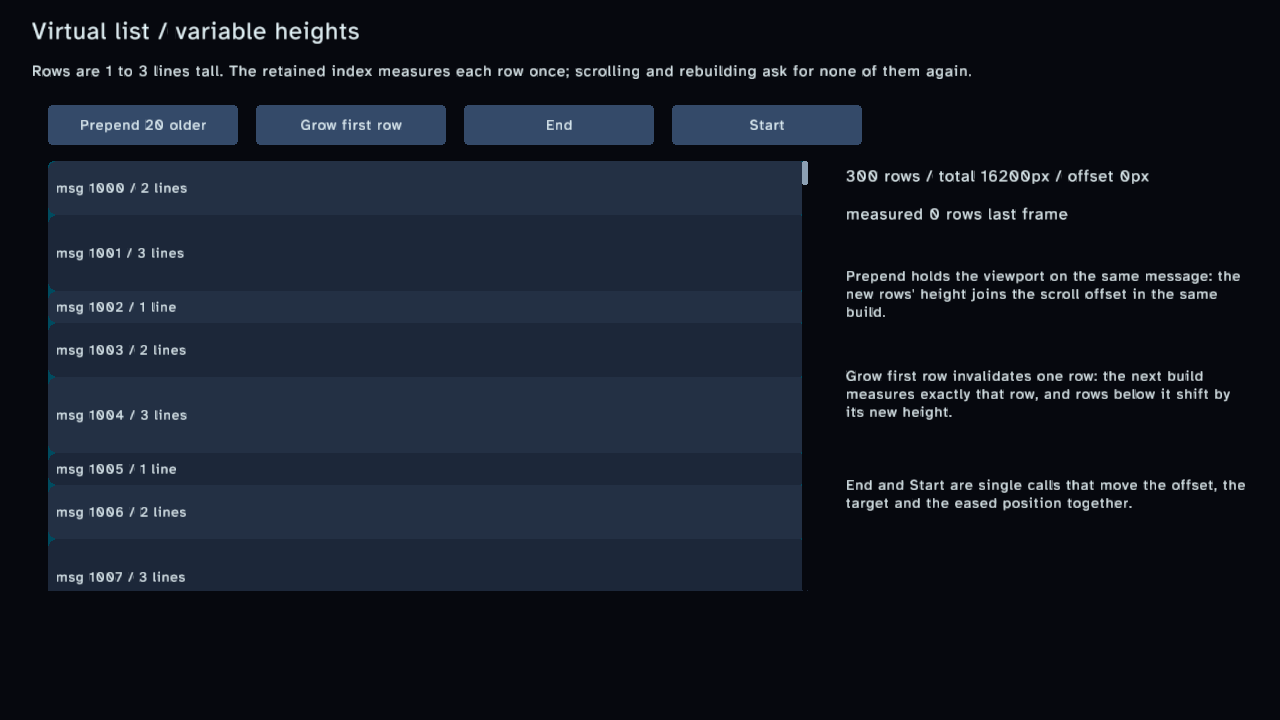 Virtual list / variable heights
Rows are 1 to 3 lines tall. The retained index measures each row once; scrolling and rebuilding ask for none of them again.
Prepend 20 older
Grow first row
End
Start
msg 1000 / 2 lines
msg 1001 / 3 lines
msg 1002 / 1 line
msg 1003 / 2 lines
msg 1004 / 3 lines
msg 1005 / 1 line
msg 1006 / 2 lines
msg 1007 / 3 lines
300 rows / total 16200px / offset 0px
measured 0 rows last frame
Prepend holds the viewport on the same message: the
new rows' height joins the scroll offset in the same
build.
Grow first row invalidates one row: the next build
measures exactly that row, and rows below it shift by
its new height.
End and Start are single calls that move the offset, the
target and the eased position together.